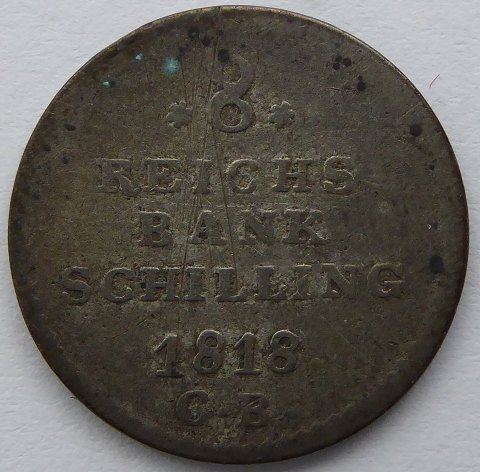 * 8 *
REICHS
BANK
SCHILLING
1818
C. B.